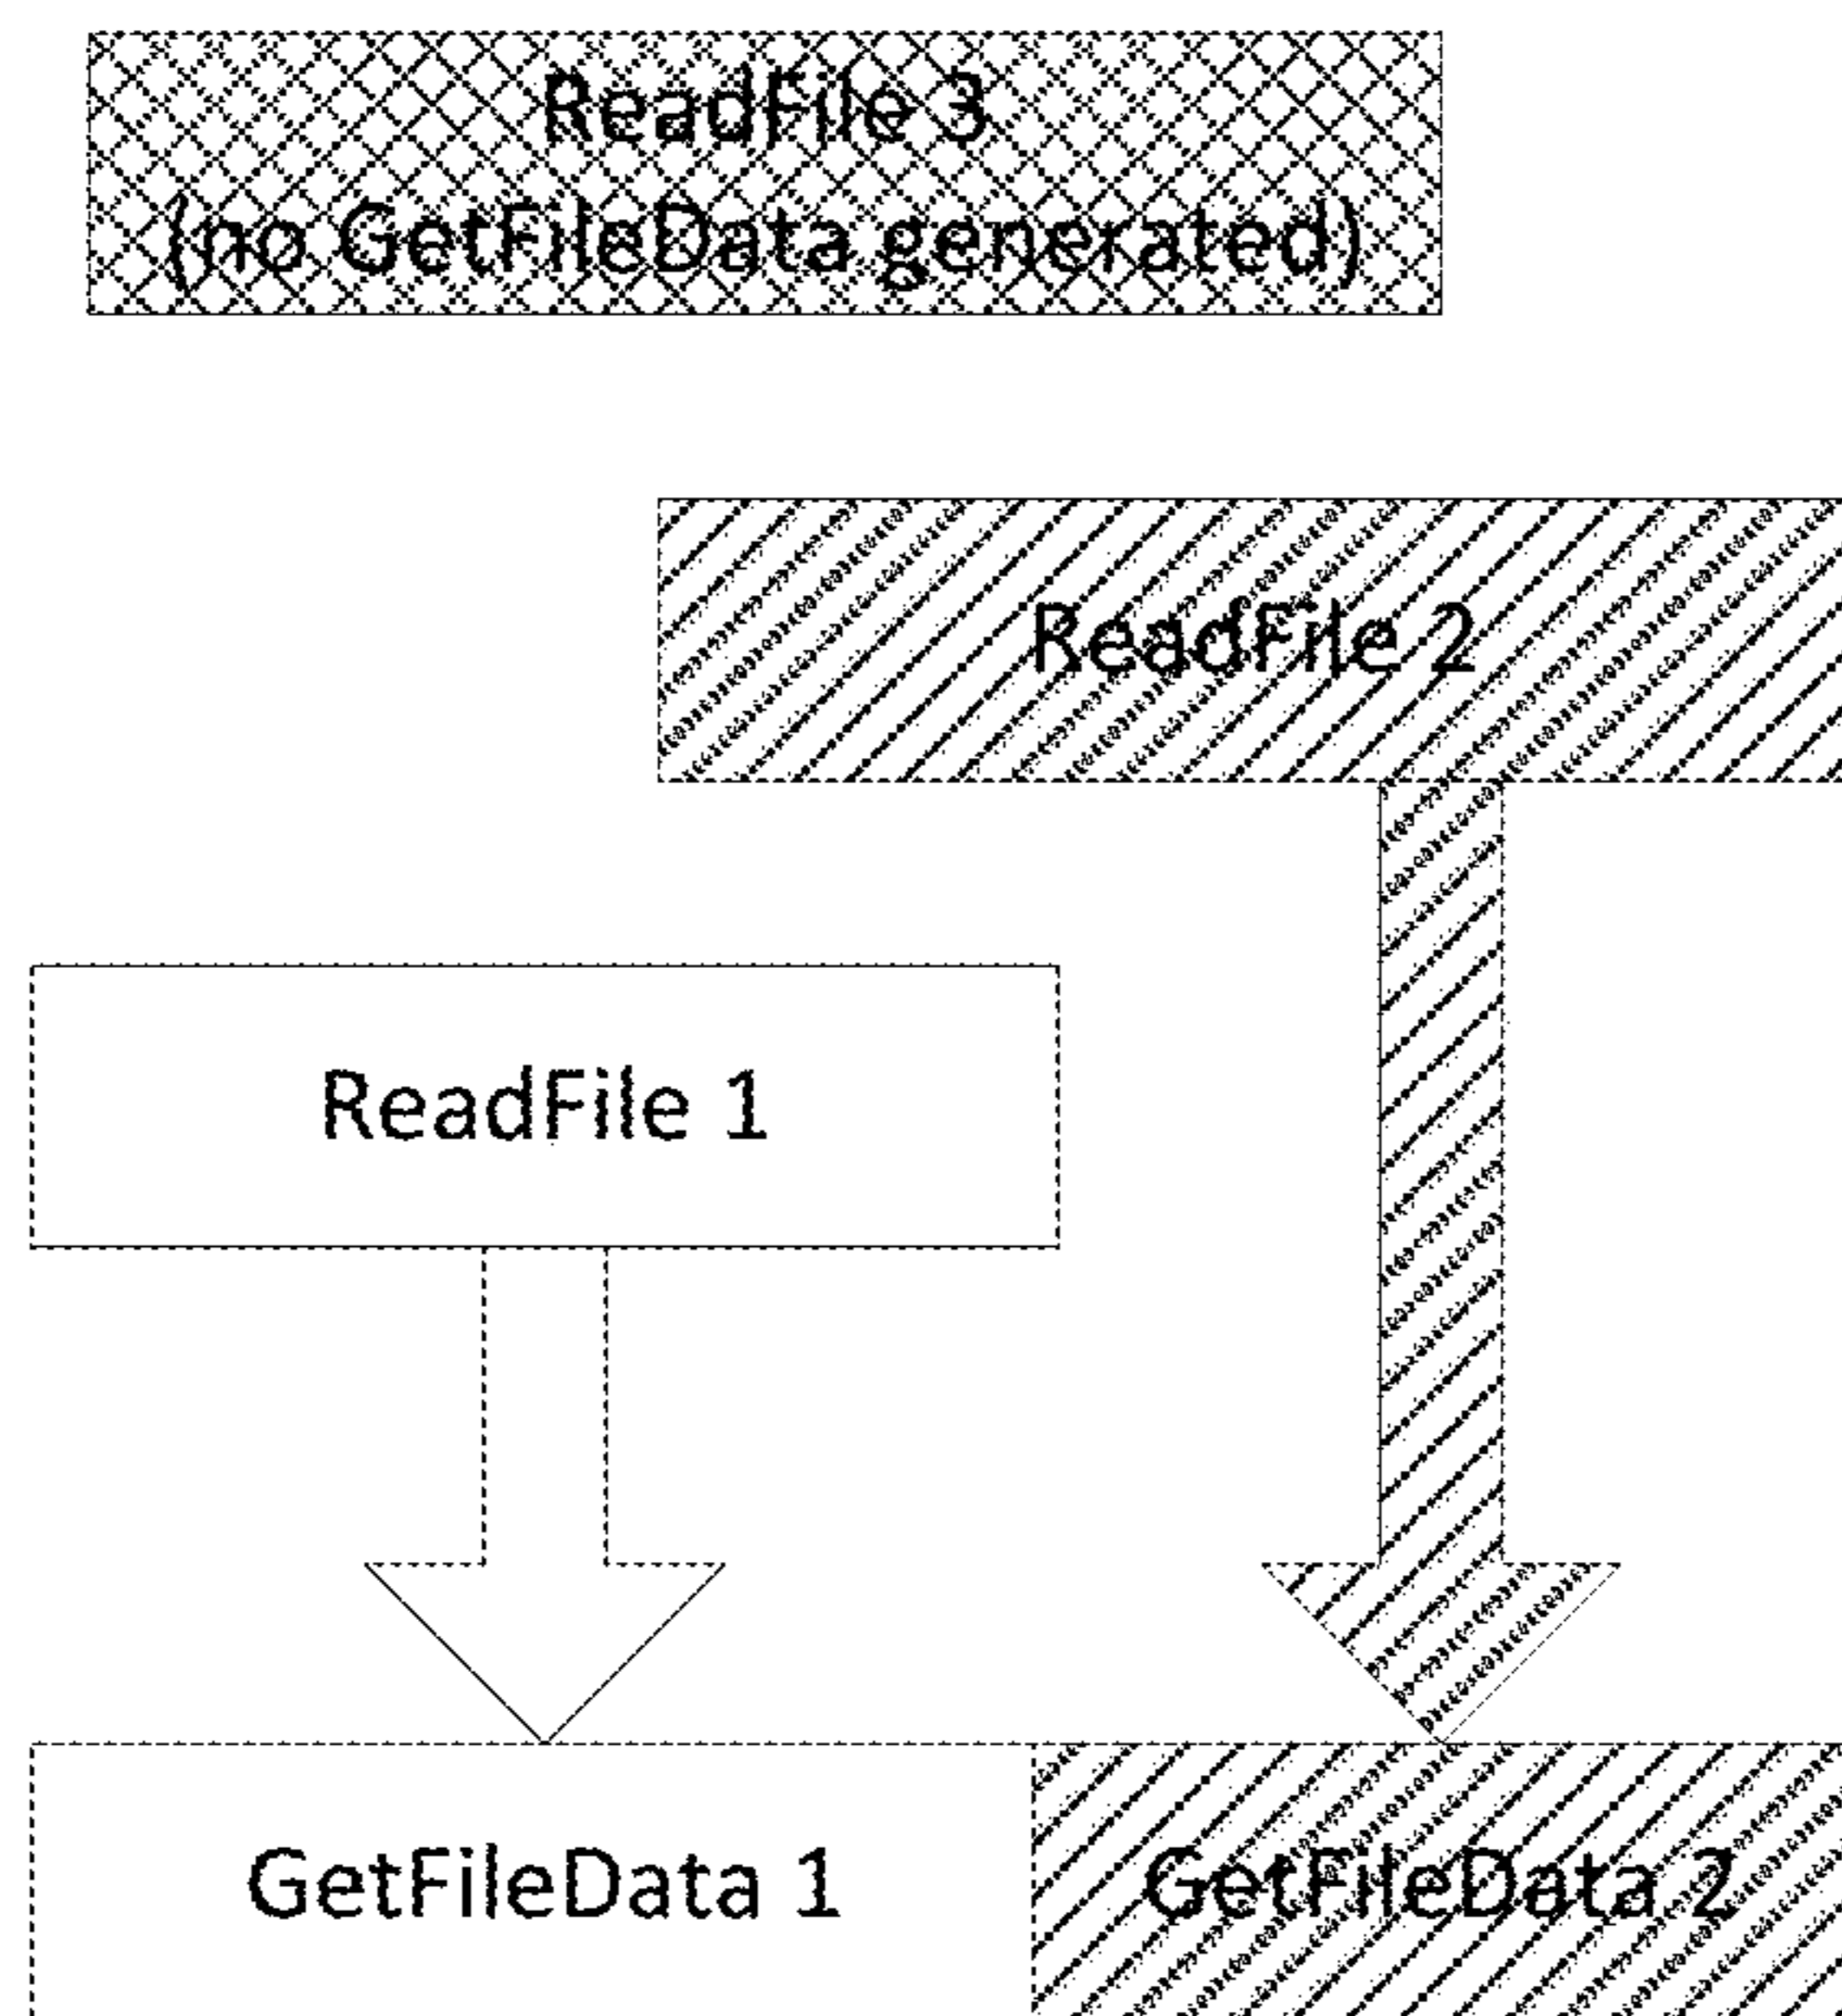 ReadFile 3
(no GetFileData generated)
ReadFile 2
ReadFile 1
GetFileData 1
GetFileData 2